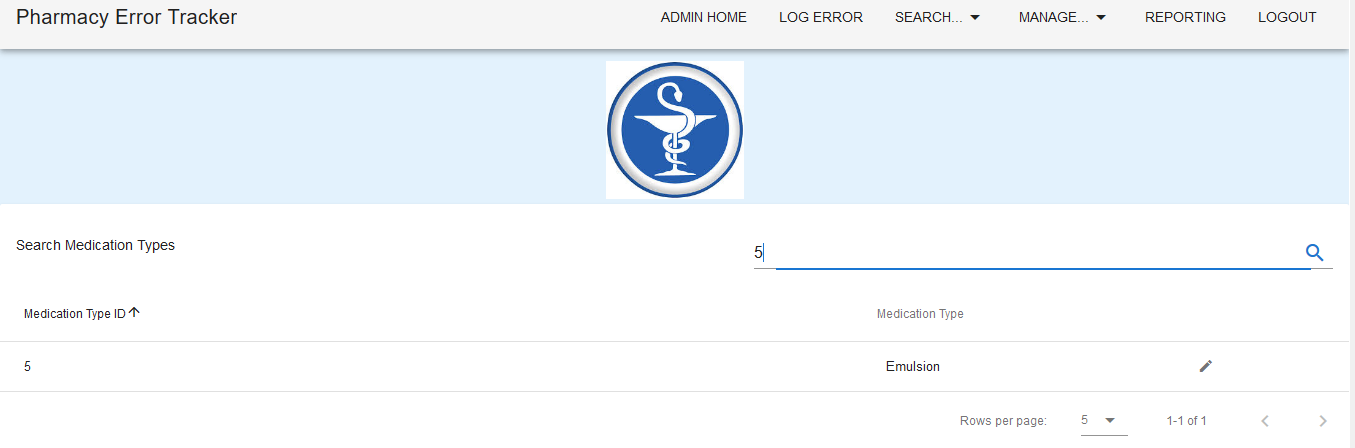 Pharmacy Error Tracker ADMIN HOME LOG ERROR SEARCH... MANAGE... REPORTING LOGOUT
Search Medication Types 5
Medication Type ID Medication Type
5 Emulsion
Rows per page: 5 1-1 of 1